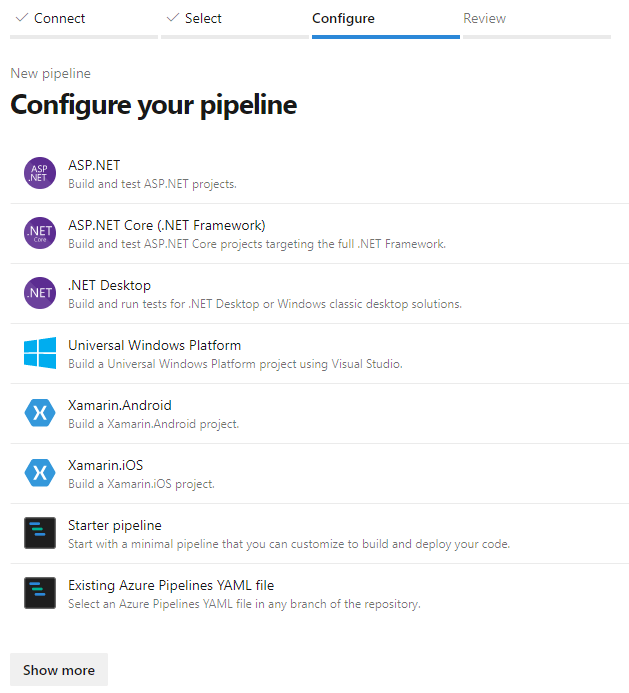 Connect
Select
Configure
Review
New pipeline
Configure your pipeline
ASP
.NET
ASP.NET
Build and test ASP.NET projects.
.NET
Core
ASP.NET Core (.NET Framework)
Build and test ASP.NET Core projects targeting the full .NET Framework.
.NET
.NET Desktop
Build and run tests for .NET Desktop or Windows classic desktop solutions.
Universal Windows Platform
Build a Universal Windows Platform project using Visual Studio.
Xamarin.Android
Build a Xamarin.Android project.
Xamarin.iOS
Build a Xamarin.iOS project.
Starter pipeline
Start with a minimal pipeline that you can customize to build and deploy your code.
Existing Azure Pipelines YAML file
Select an Azure Pipelines YAML file in any branch of the repository.
Show more